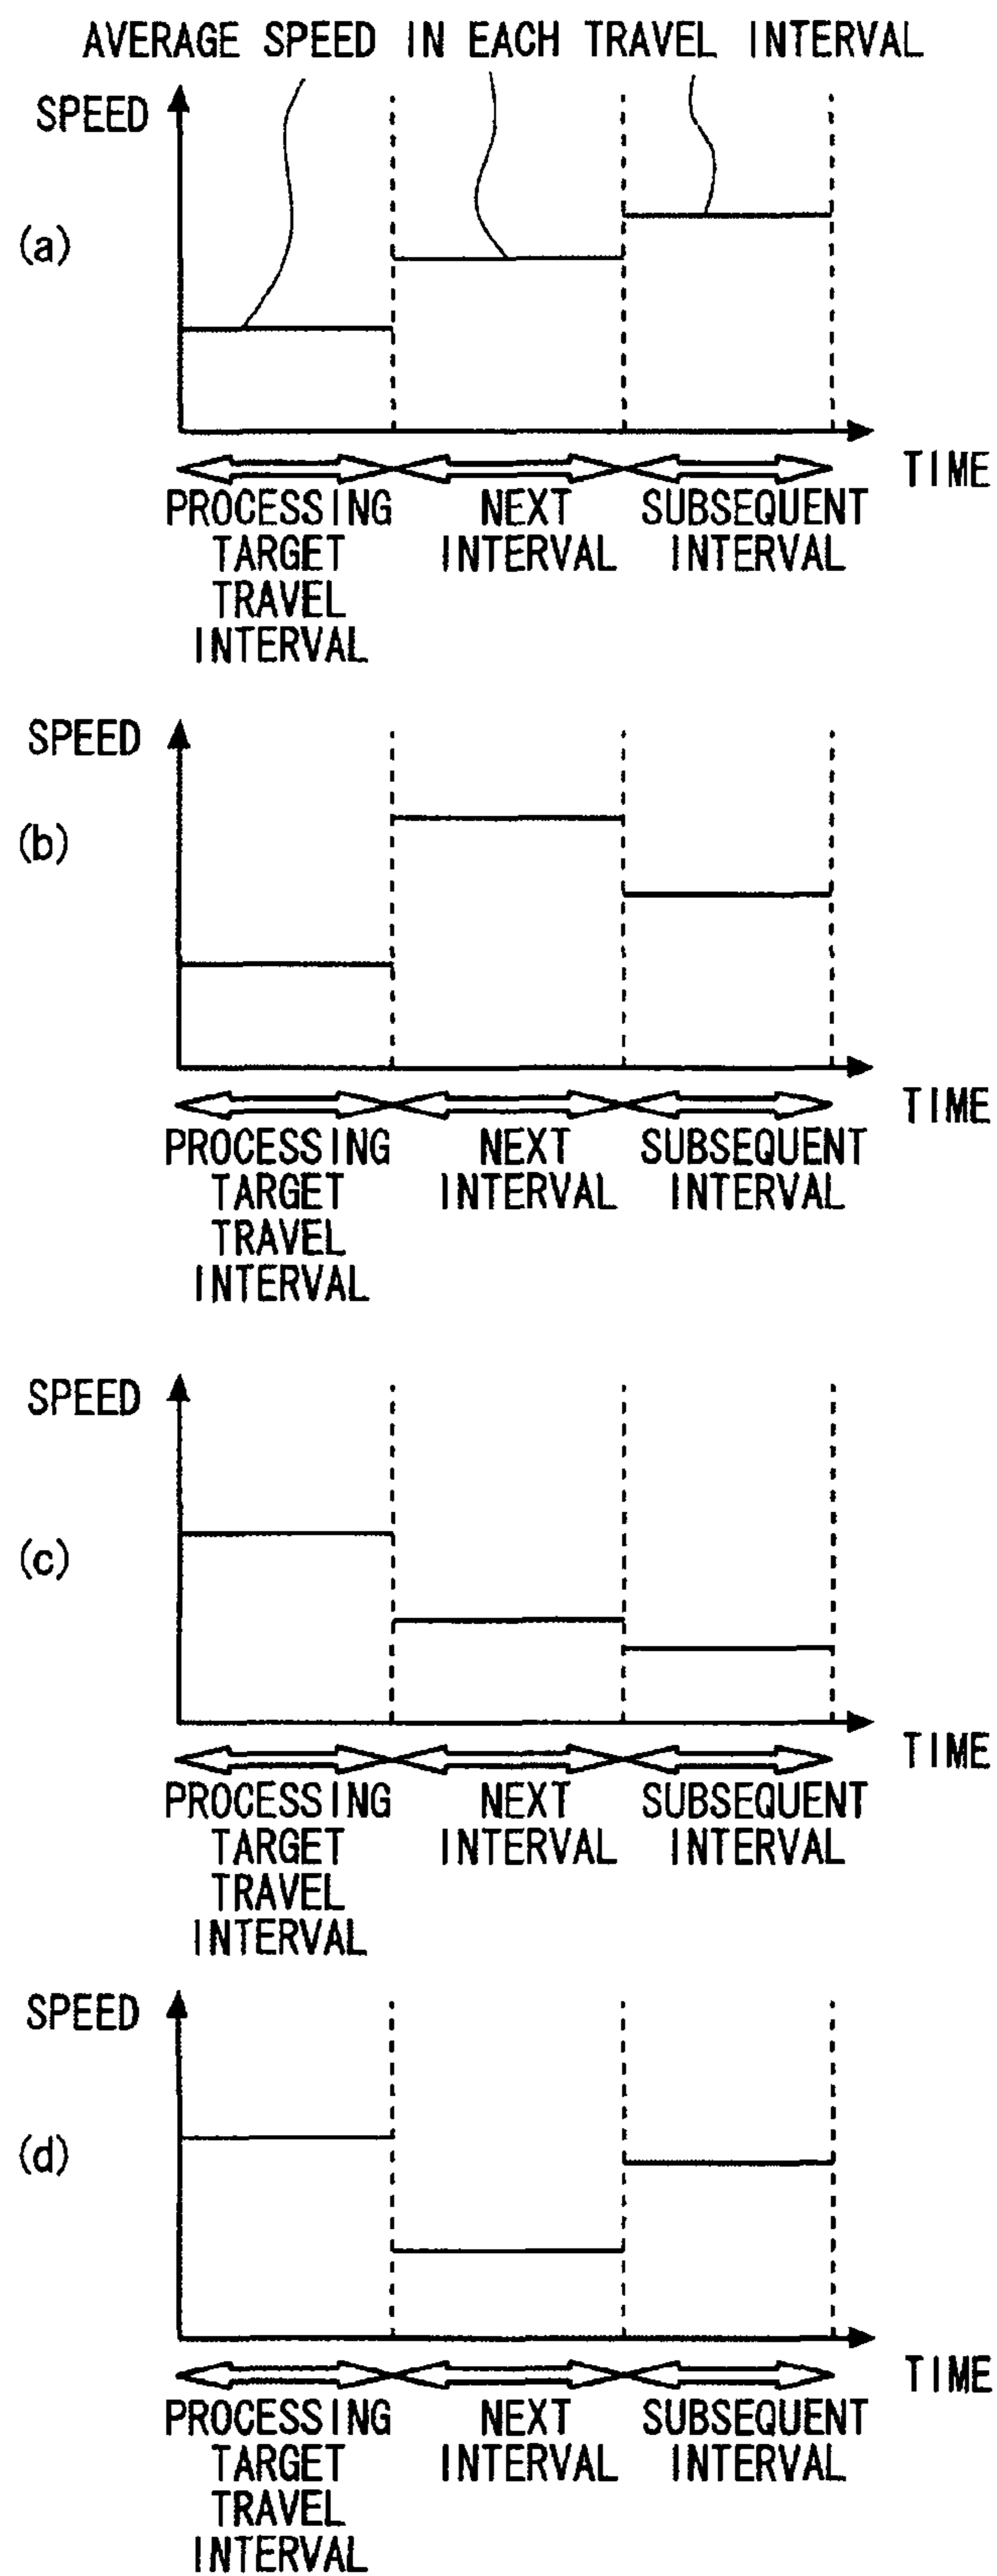 AVERAGE SPEED IN EACH TRAVEL INTERVAL
SPEED
(a)
TIME
PROCESSING TARGET TRAVEL INTERVAL
NEXT INTERVAL
SUBSEQUENT INTERVAL
SPEED
(b)
TIME
PROCESSING TARGET TRAVEL INTERVAL
NEXT INTERVAL
SUBSEQUENT INTERVAL
SPEED
(c)
TIME
PROCESSING TARGET TRAVEL INTERVAL
NEXT INTERVAL
SUBSEQUENT INTERVAL
SPEED
(d)
TIME
PROCESSING TARGET TRAVEL INTERVAL
NEXT INTERVAL
SUBSEQUENT INTERVAL